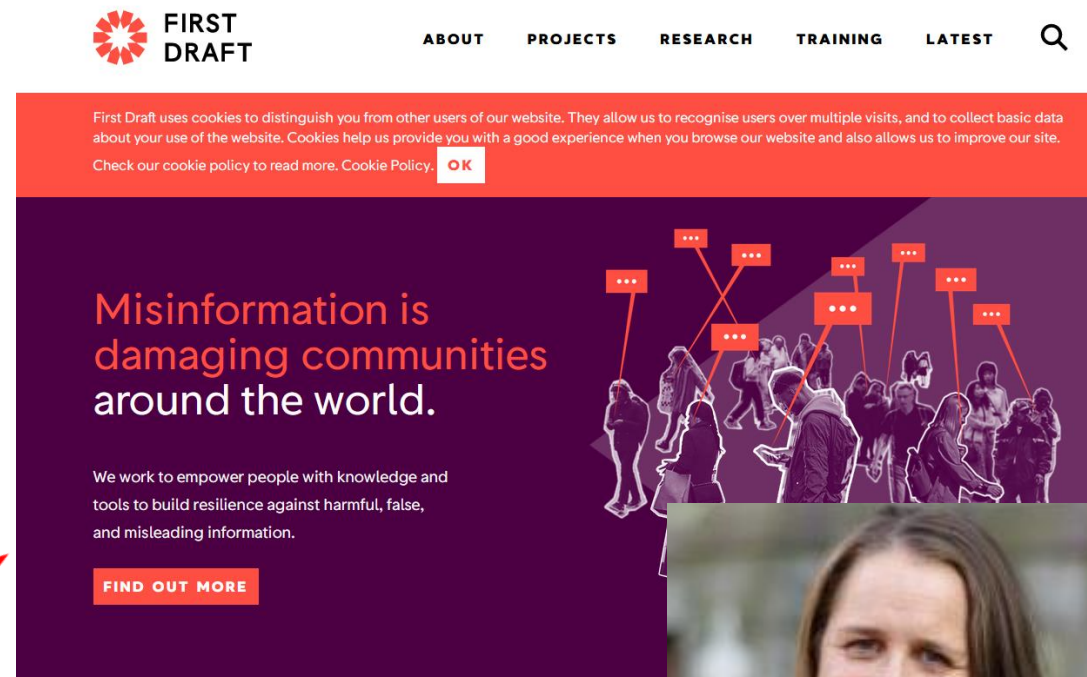 FIRST
DRAFT
ABOUT PROJECTS RESEARCH TRAINING LATEST
First Draft uses cookies to distinguish you from other users of our website. They allow us to recognise users over multiple visits, and to collect basic data
about your use of the website. Cookies help us provide you with a good experience when you browse our website and also allows us to improve our site.
Check our cookie policy to read more. Cookie Policy. OK
Misinformation is
damaging communities
around the world.
We work to empower people with knowledge and
tools to build resilience against harmful, false,
and misleading information.
FIND OUT MORE